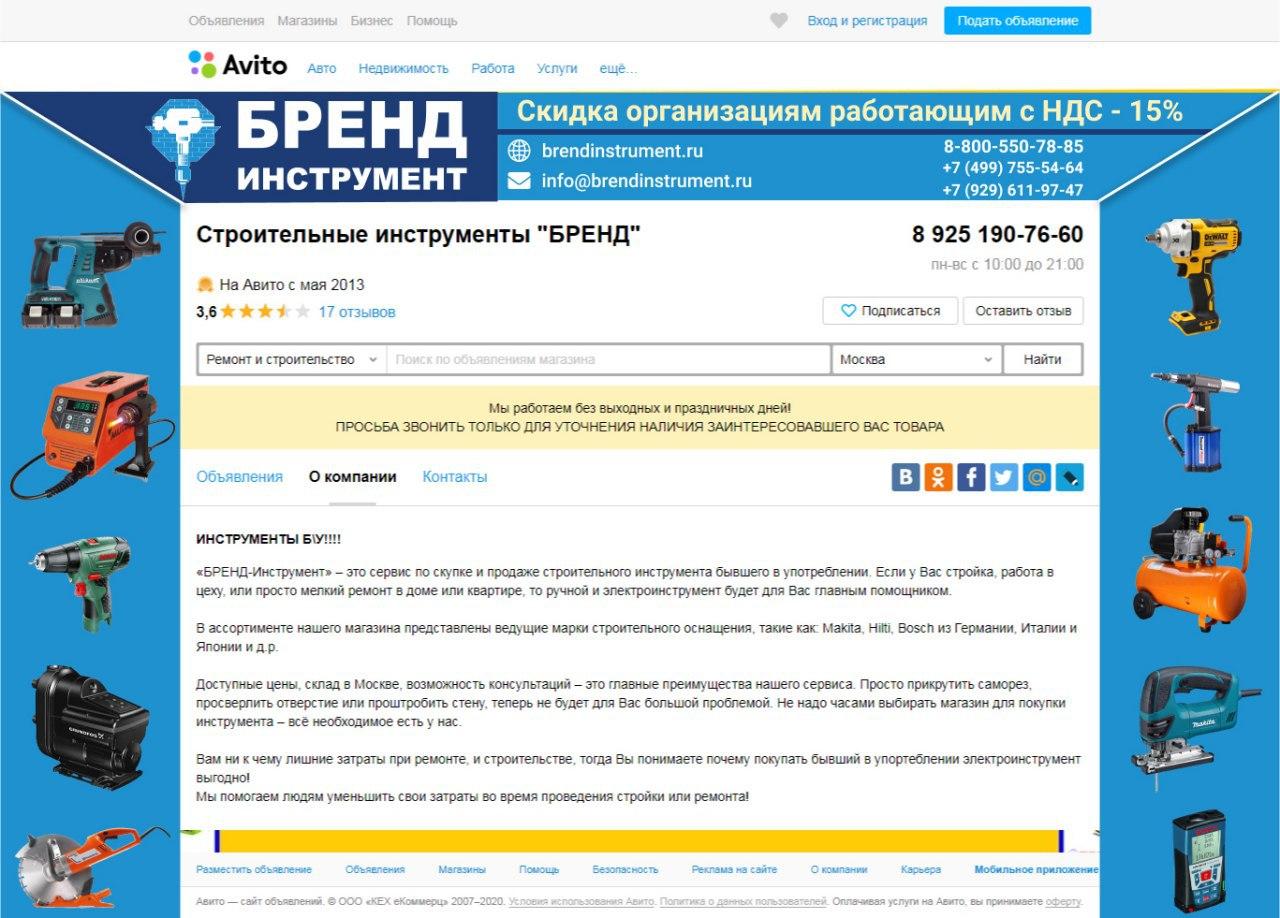 Объявления Магазины Бизнес Помощь
Вход и регистрация
Подать объявление
Avito Авто Недвижимость Работа Услуги ещё...
БРЕНД
ИНСТРУМЕНТ
Скидка организациям работающим с НДС - 15%
brendinstrument.ru
info@brendinstrument.ru
8-800-550-78-85
+7 (499) 755-54-64
+7 (929) 611-97-47
Строительные инструменты "БРЕНД"
8 925 190-76-60
пн-вс с 10:00 до 21:00
На Авито с мая 2013
3,6 17 отзывов
Подписаться
Оставить отзыв
Ремонт и строительство
Поиск по объявлениям магазина
Москва
Найти
Мы работаем без выходных и праздничных дней!
ПРОСЬБА ЗВОНИТЬ ТОЛЬКО ДЛЯ УТОЧНЕНИЯ НАЛИЧИЯ ЗАИНТЕРЕСОВАВШЕГО ВАС ТОВАРА
Объявления О компании Контакты
ИНСТРУМЕНТЫ Б\У!!!!
«БРЕНД-Инструмент» – это сервис по скупке и продаже строительного инструмента бывшего в употреблении. Если у Вас стройка, работа в
цеху, или просто мелкий ремонт в доме или квартире, то ручной и электроинструмент будет для Вас главным помощником.
В ассортименте нашего магазина представлены ведущие марки строительного оснащения, такие как: Makita, Hilti, Bosch из Германии, Италии и
Японии и д.р.
Доступные цены, склад в Москве, возможность консультаций – это главные преимущества нашего сервиса. Просто прикрутить саморез,
просверлить отверстие или проштробить стену, теперь не будет для Вас большой проблемой. Не надо часами выбирать магазин для покупки
инструмента – всё необходимое есть у нас.
Вам ни к чему лишние затраты при ремонте, и строительстве, тогда Вы понимаете почему покупать бывший в упортеблении электроинструмент
выгодно!
Мы помогаем людям уменьшить свои затраты во время проведения стройки или ремонта!
Разместить объявление Объявления Магазины Помощь Безопасность Реклама на сайте О компании Карьера Мобильное приложение
Авито — сайт объявлений. © ООО «КЕХ еКоммерц» 2007–2020. Условия использования Авито. Политика о данных пользователей. Оплачивая услуги на Авито, вы принимаете оферту.
DEWALT
GRUNDFOS
makita